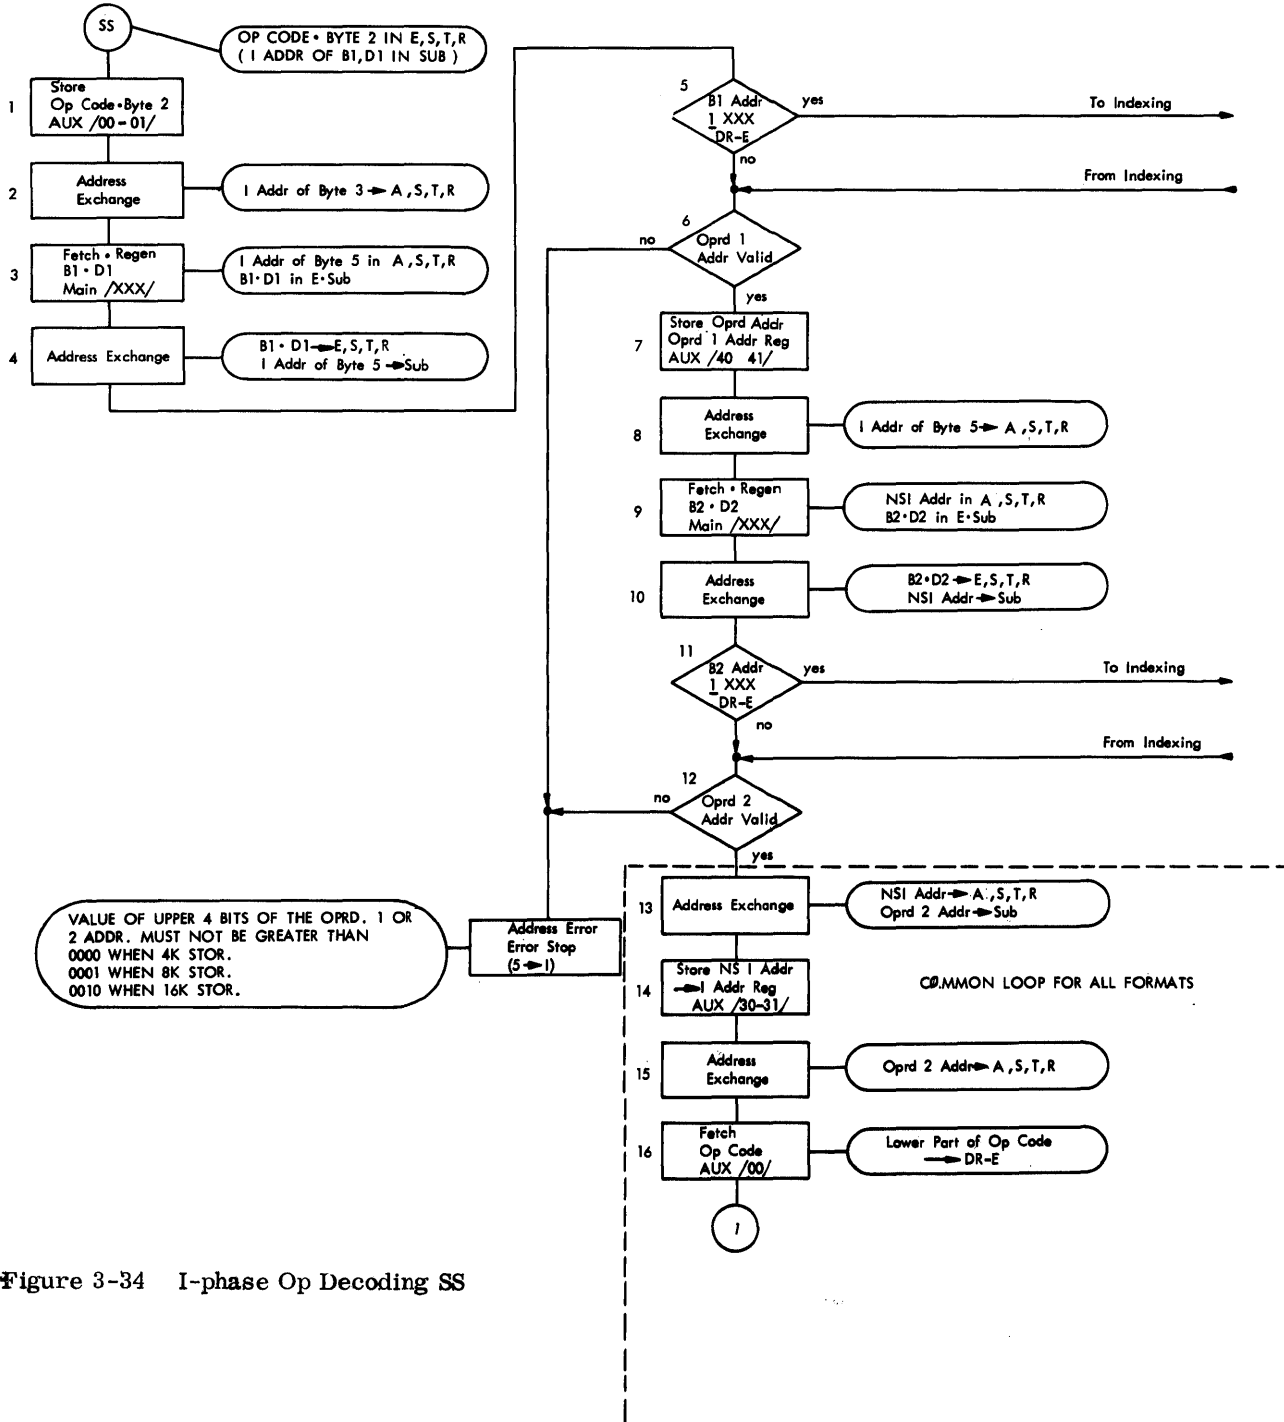 SS
OP CODE • BYTE 2 IN E,S,T,R
( I ADDR OF B1,D1 IN SUB )
1
Store
Op Code•Byte 2
AUX /00-01/
2
Address
Exchange
I Addr of Byte 3 → A,S,T,R
3
Fetch • Regen
B1 • D1
Main /XXX/
I Addr of Byte 5 in A,S,T,R
B1•D1 in E•Sub
4
Address Exchange
B1 • D1→E,S,T,R
I Addr of Byte 5 →Sub
5
B1 Addr
1 XXX
DR-E
yes
To Indexing
no
From Indexing
6
Oprd 1
Addr Valid
no
yes
7
Store Oprd Addr
Oprd 1 Addr Reg
AUX /40 41/
8
Address
Exchange
I Addr of Byte 5→ A,S,T,R
9
Fetch • Regen
B2 • D2
Main /XXX/
NSI Addr in A,S,T,R
B2•D2 in E•Sub
10
Address
Exchange
B2•D2→E,S,T,R
NSI Addr→Sub
11
B2 Addr
1 XXX
DR-E
yes
To Indexing
no
From Indexing
12
Oprd 2
Addr Valid
no
yes
VALUE OF UPPER 4 BITS OF THE OPRD. 1 OR
2 ADDR. MUST NOT BE GREATER THAN
0000 WHEN 4K STOR.
0001 WHEN 8K STOR.
0010 WHEN 16K STOR.
Address Error
Error Stop
(5→I)
13
Address Exchange
NSI Addr→A,S,T,R
Oprd 2 Addr→Sub
14
Store NS I Addr
→I Addr Reg
AUX /30-31/
COMMON LOOP FOR ALL FORMATS
15
Address
Exchange
Oprd 2 Addr→ A,S,T,R
16
Fetch
Op Code
AUX /00/
Lower Part of Op Code
→ DR-E
1
Figure 3-34 I-phase Op Decoding SS